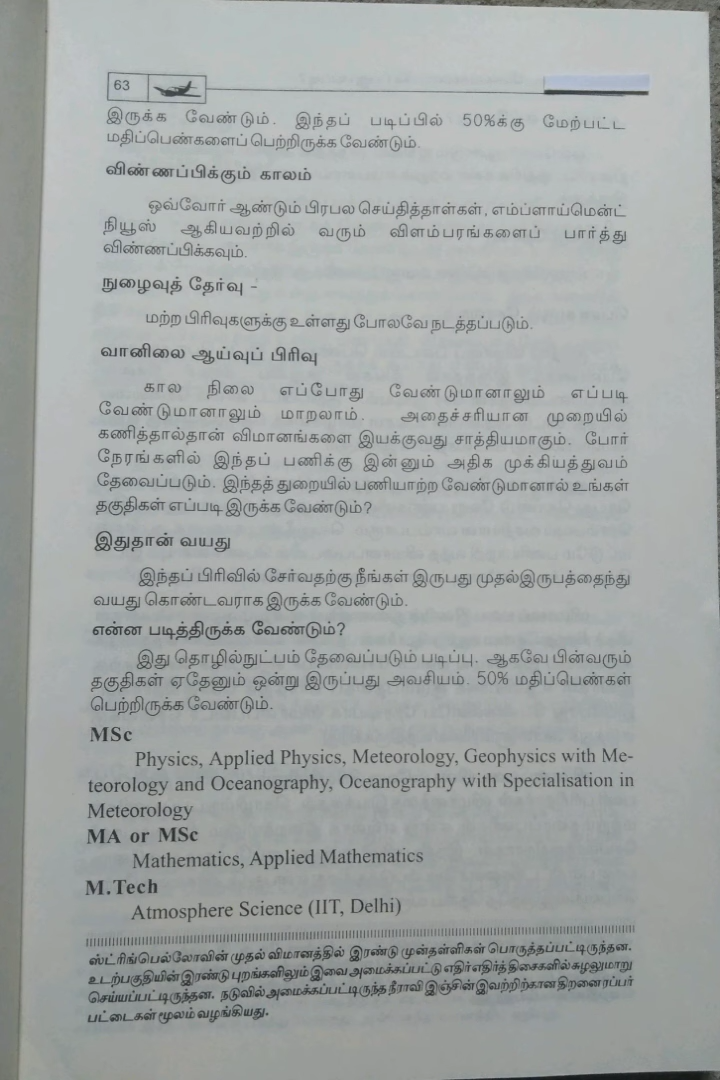 63
இருக்க வேண்டும். இந்தப் படிப்பில் 50%க்கு மேற்பட்ட
மதிப்பெண்களைப் பெற்றிருக்க வேண்டும்.
விண்ணப்பிக்கும் காலம்
ஒவ்வோர் ஆண்டும் பிரபல செய்தித்தாள்கள், எம்ப்ளாய்மென்ட்
நியூஸ் ஆகியவற்றில் வரும் விளம்பரங்களைப் பார்த்து
விண்ணப்பிக்கவும்.
நுழைவுத் தேர்வு -
மற்ற பிரிவுகளுக்கு உள்ளது போலவே நடத்தப்படும்.
வானிலை ஆய்வுப் பிரிவு
கால நிலை எப்போது வேண்டுமானாலும் எப்படி
வேண்டுமானாலும் மாறலாம். அதைச்சரியான முறையில்
கணித்தால்தான் விமானங்களை இயக்குவது சாத்தியமாகும். போர்
நேரங்களில் இந்தப் பணிக்கு இன்னும் அதிக முக்கியத்துவம்
தேவைப்படும். இந்தத் துறையில் பணியாற்ற வேண்டுமானால் உங்கள்
தகுதிகள் எப்படி இருக்க வேண்டும்?
இதுதான் வயது
இந்தப் பிரிவில் சேர்வதற்கு நீங்கள் இருபது முதல்இருபத்தைந்து
வயது கொண்டவராக இருக்க வேண்டும்.
என்ன படித்திருக்க வேண்டும்?
இது தொழில்நுட்பம் தேவைப்படும் படிப்பு. ஆகவே பின்வரும்
தகுதிகள் ஏதேனும் ஒன்று இருப்பது அவசியம். 50% மதிப்பெண்கள்
பெற்றிருக்க வேண்டும்.
MSc
Physics, Applied Physics, Meteorology, Geophysics with Me-
teorology and Oceanography, Oceanography with Specialisation in
Meteorology
MA or MSc
Mathematics, Applied Mathematics
M.Tech
Atmosphere Science (IIT, Delhi)
ஸ்ட்ரிங்பெல்லோவின் முதல் விமானத்தில் இரண்டு முன்தள்ளிகள் பொருத்தப்பட்டிருந்தன.
உடற்பகுதியின் இரண்டு புறங்களிலும் இவை அமைக்கப்பட்டு எதிர் எதிர்த் திசைகளில் சுழலுமாறு
செய்யப்பட்டிருந்தன. நடுவில் அமைக்கப்பட்டிருந்த நீராவி இஞ்சின் இவற்றிற்கான திறனை ரப்பர்
பட்டைகள் மூலம் வழங்கியது.